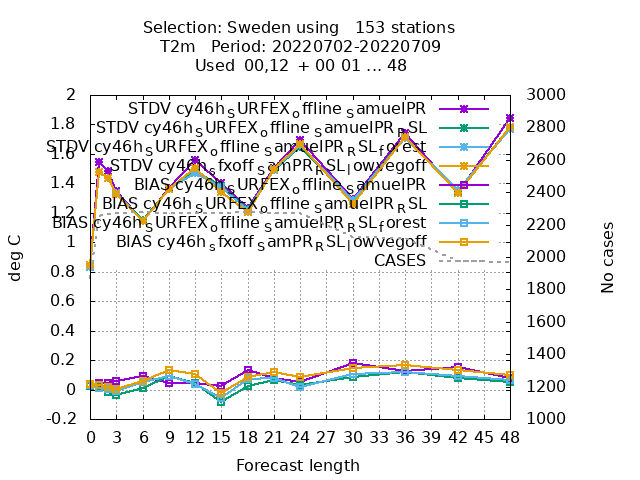 Selection: Sweden using 153 stations
T2m Period: 20220702-20220709
Used 00,12 + 00 01 ... 48
STDV cy46h_SURFEX_offline_samuelPR
STDV cy46h_SURFEX_offline_samuelPR_RSL
STDV cy46h_SURFEX_offline_samuelPR_RSL_forest
STDV cy46h_sfxoff_samPR_RSL_lowvegoff
BIAS cy46h_SURFEX_offline_samuelPR
BIAS cy46h_SURFEX_offline_samuelPR_RSL
BIAS cy46h_SURFEX_offline_samuelPR_RSL_forest
BIAS cy46h_sfxoff_samPR_RSL_lowvegoff
CASES
2
1.8
1.6
1.4
1.2
1
0.8
0.6
0.4
0.2
0
-0.2
deg C
3000
2800
2600
2400
2200
2000
1800
1600
1400
1200
1000
No cases
0 3 6 9 12 15 18 21 24 27 30 33 36 39 42 45 48
Forecast length